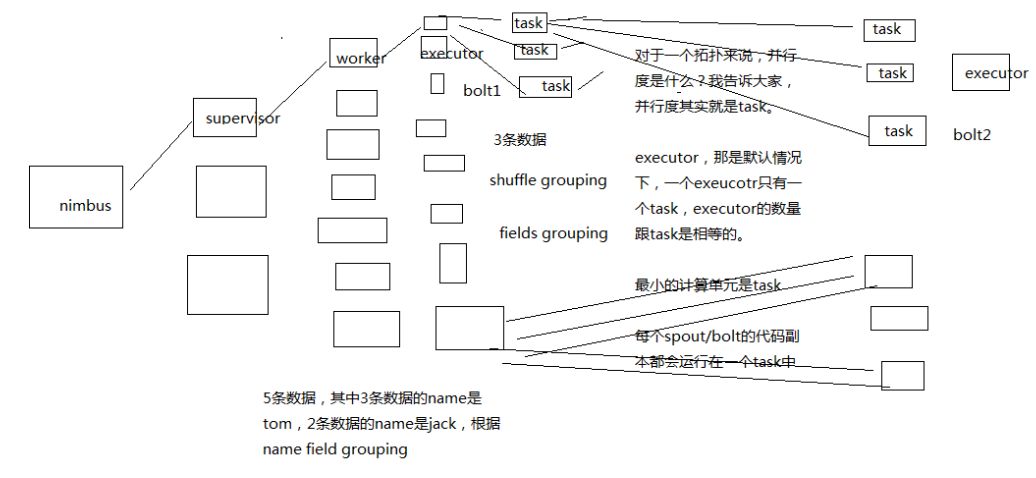 nimbus
supervisor
worker
executor
bolt1
task
task
task
3条数据
shuffle grouping
fields grouping
对于一个拓扑来说，并行
度是什么？我告诉大家，
并行度其实就是task。
executor，那是默认情况
下，一个exeucotr只有一
个task，executor的数量
跟task是相等的。
最小的计算单元是task
每个spout/bolt的代码副
本都会运行在一个task中
task
task
task
executor
bolt2
5条数据，其中3条数据的name是
tom，2条数据的name是jack，根据
name field grouping